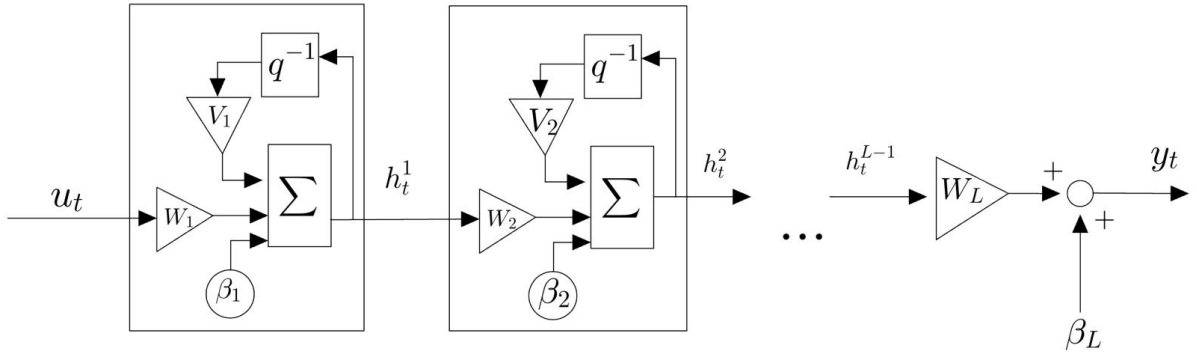 u_t
W_1
V_1
q^{-1}
∑
β_1
h_t^1
W_2
V_2
q^{-1}
∑
β_2
h_t^2
...
h_t^{L-1}
W_L
+
+
y_t
β_L